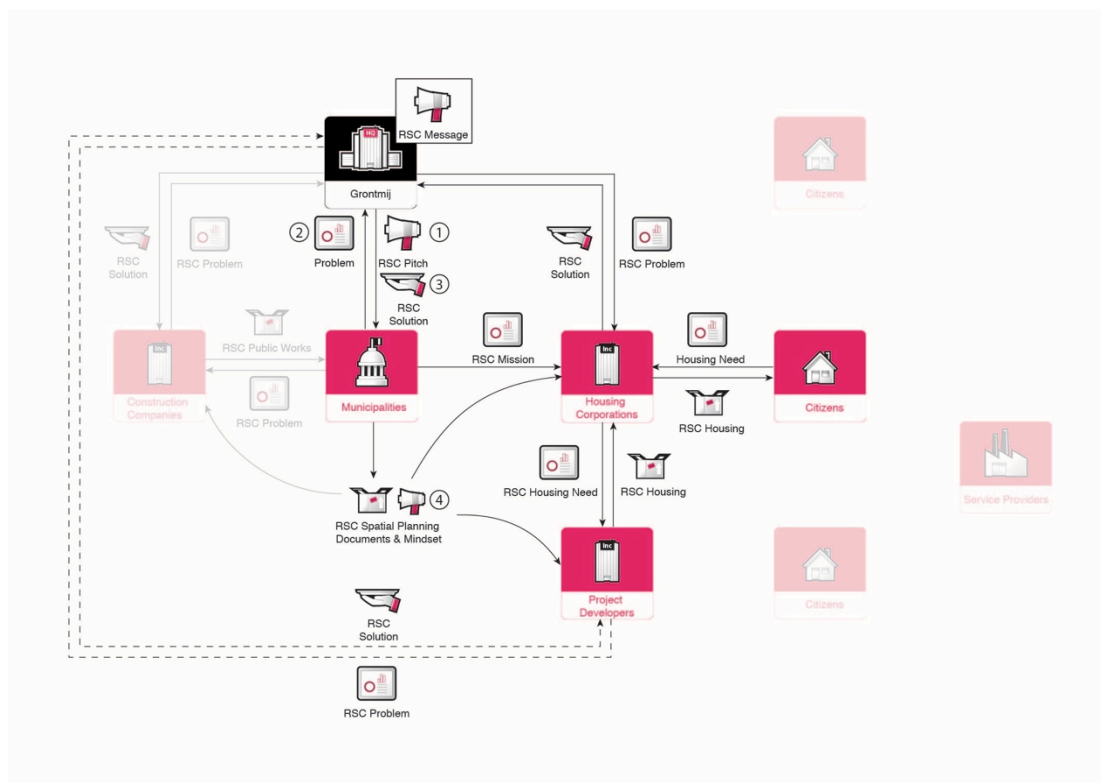 RSC Message
HQ
Grontmij
Citizens
② Problem
① RSC Pitch
③ RSC
Solution
RSC
Solution
RSC Problem
RSC
Solution
RSC Problem
RSC Public Works
RSC Problem
Inc
Construction
Companies
Municipalities
RSC Mission
Inc
Housing
Corporations
Housing Need
RSC Housing
Citizens
RSC Housing Need
RSC Housing
Service Providers
④
RSC Spatial Planning
Documents & Mindset
Inc
Project
Developers
Citizens
RSC
Solution
RSC Problem